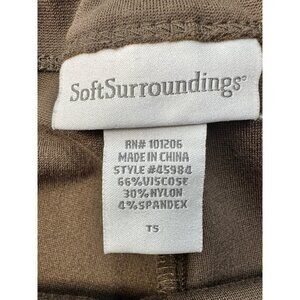 SoftSurroundings®
RN# 101206
MADE IN CHINA
STYLE #45984
66% VISCOSE
30% NYLON
4% SPANDEX
TS